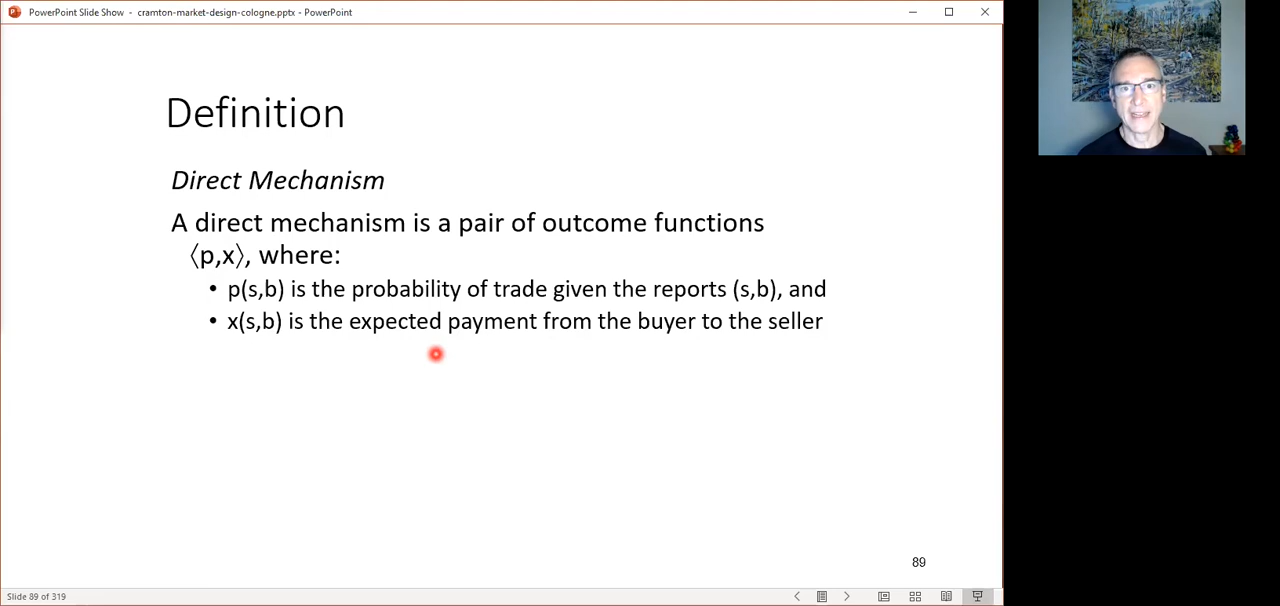 PowerPoint Slide Show - cramton-market-design-cologne.pptx - PowerPoint
Definition
Direct Mechanism
A direct mechanism is a pair of outcome functions
⟨p,x⟩, where:
• p(s,b) is the probability of trade given the reports (s,b), and
• x(s,b) is the expected payment from the buyer to the seller
89
Slide 89 of 319